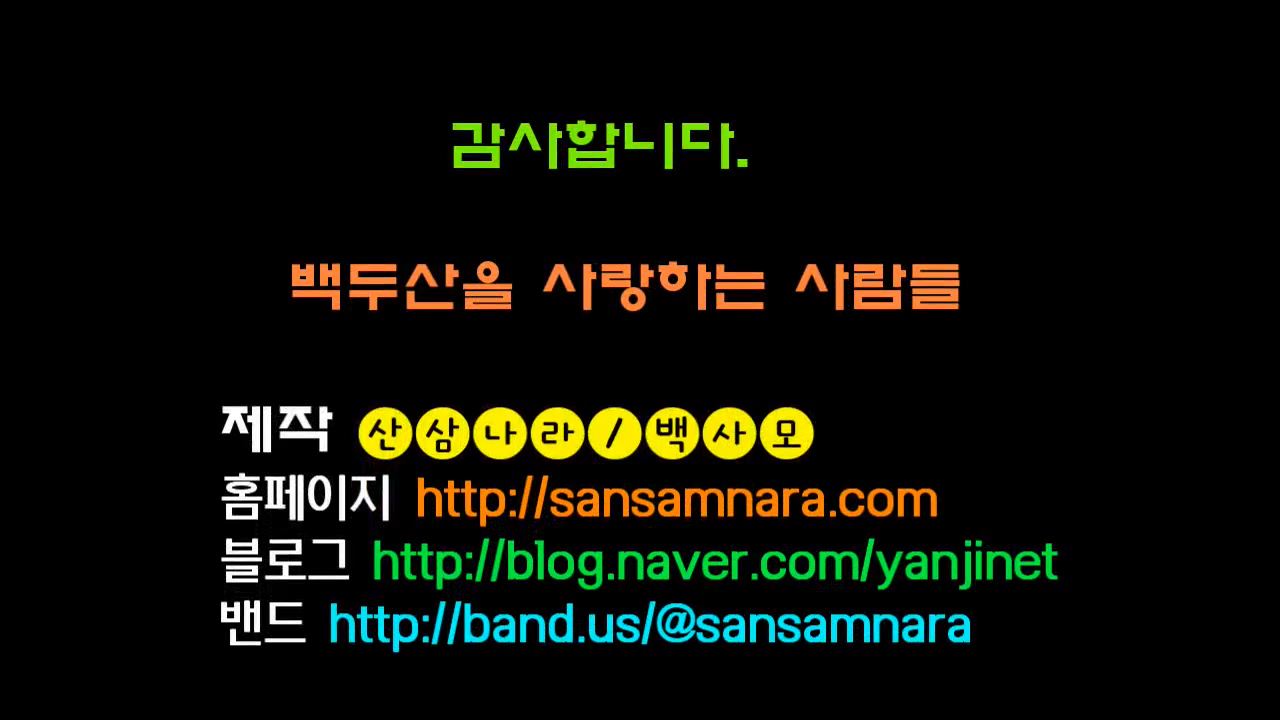 감사합니다.
백두산을 사랑하는 사람들
제작 산삼나라/백사모
홈페이지 http://sansamnara.com
블로그 http://blog.naver.com/yanjinet
밴드 http://band.us/@sansamnara